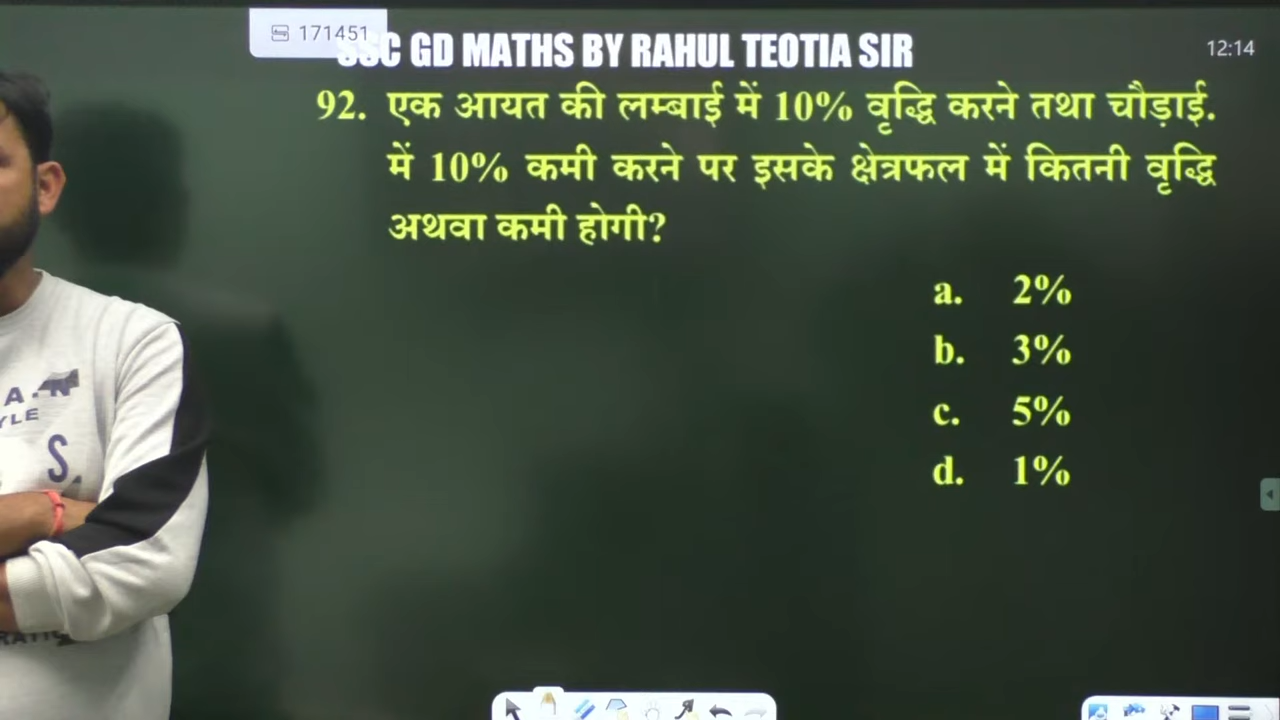 171451
SSC GD MATHS BY RAHUL TEOTIA SIR
12:14
92. एक आयत की लम्बाई में 10% वृद्धि करने तथा चौड़ाई.
में 10% कमी करने पर इसके क्षेत्रफल में कितनी वृद्धि
अथवा कमी होगी?
a. 2%
b. 3%
c. 5%
d. 1%
S